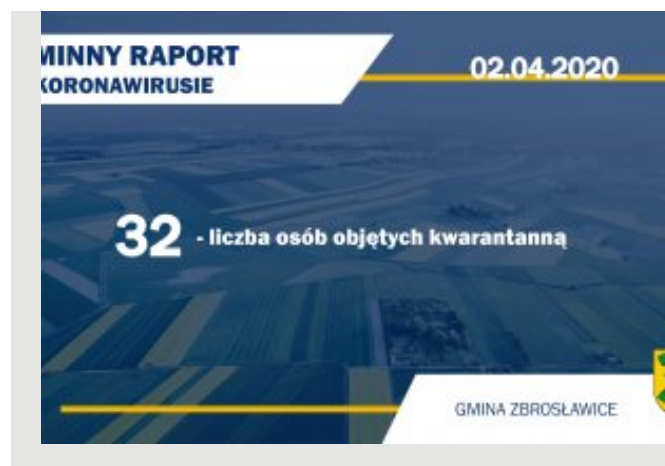 MINNY RAPORT
KORONAWIRUSIE
02.04.2020
32 - liczba osób objętych kwarantanną
GMINA ZBROSŁAWICE